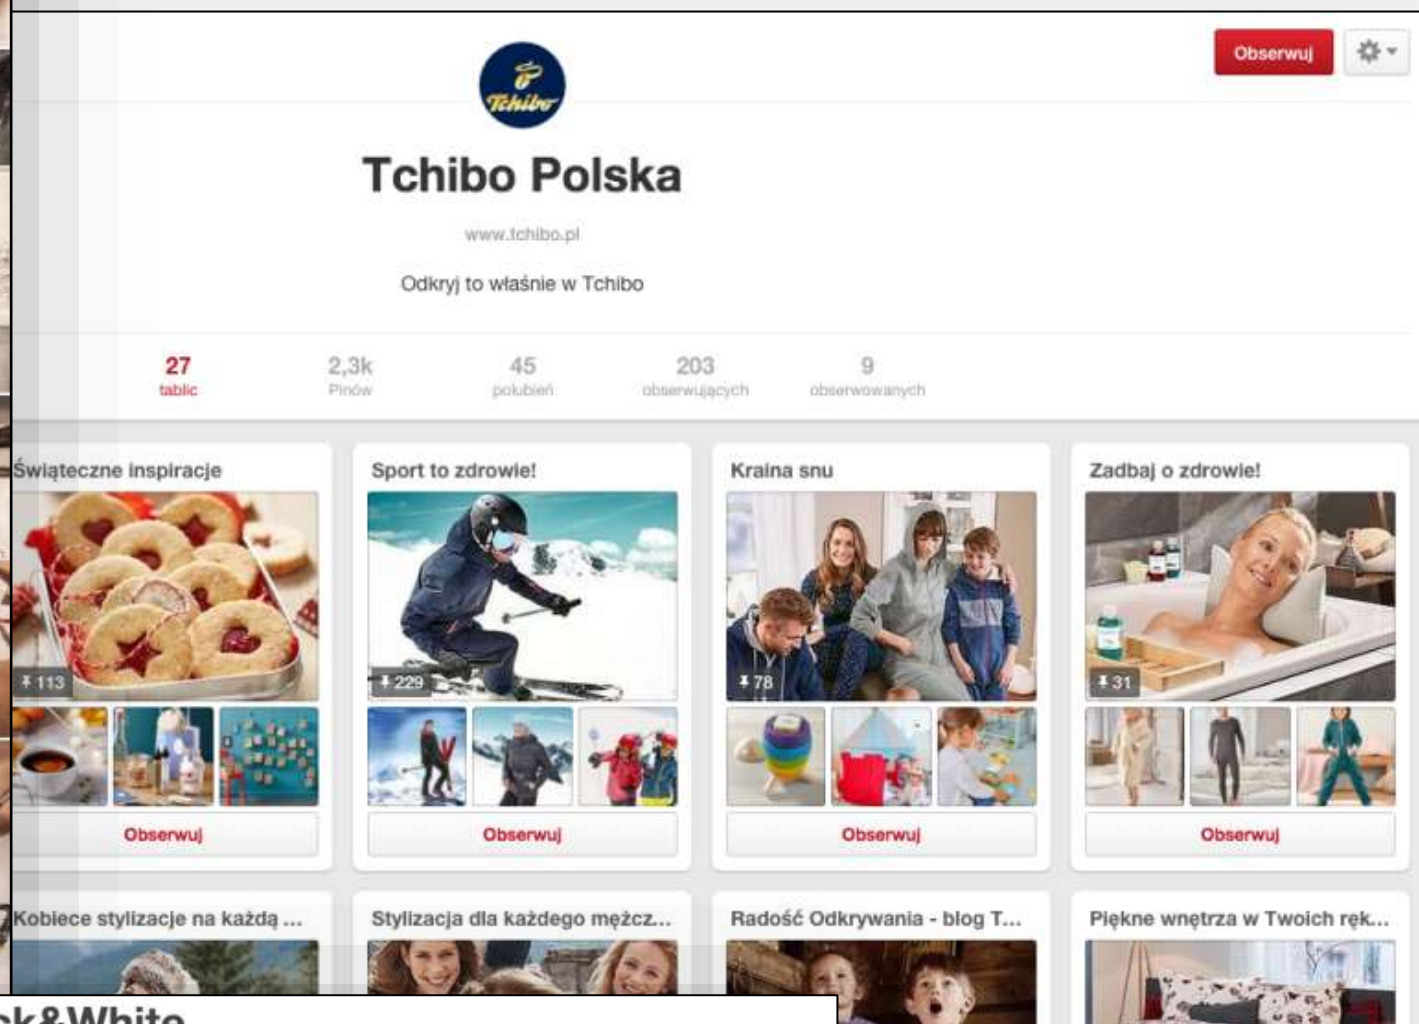 Obserwuj
Tchibo
Tchibo Polska
www.tchibo.pl
Odkryj to właśnie w Tchibo
27 2,3k 45 203 9
tablic Pinów polubień obserwujących obserwowanych
Świąteczne inspiracje Sport to zdrowie! Kraina snu Zadbaj o zdrowie!
113 229 78 31
Obserwuj Obserwuj Obserwuj Obserwuj
Kobiece stylizacje na każdą ... Stylizacja dla każdego mężcz... Radość Odkrywania - blog T... Piękne wnętrza w Twoich ręk...
ck&White